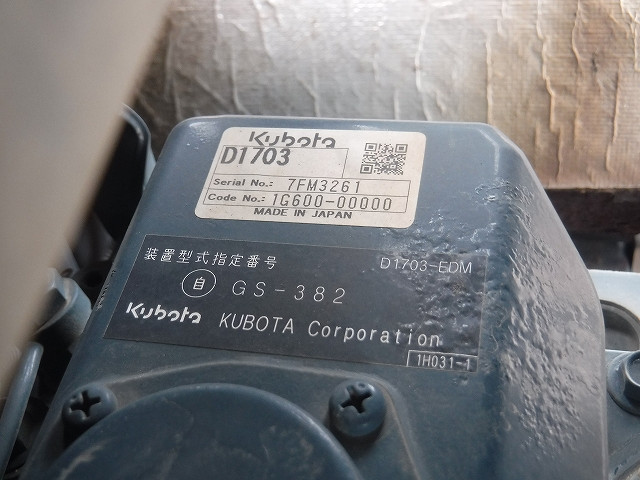 Kubota
D1703
Serial No.: 7FM3261
Code No.: 1G600-00000
MADE IN JAPAN
装置型式指定番号 D1703-EDM
自 GS-382
Kubota KUBOTA Corporation
1H031-1